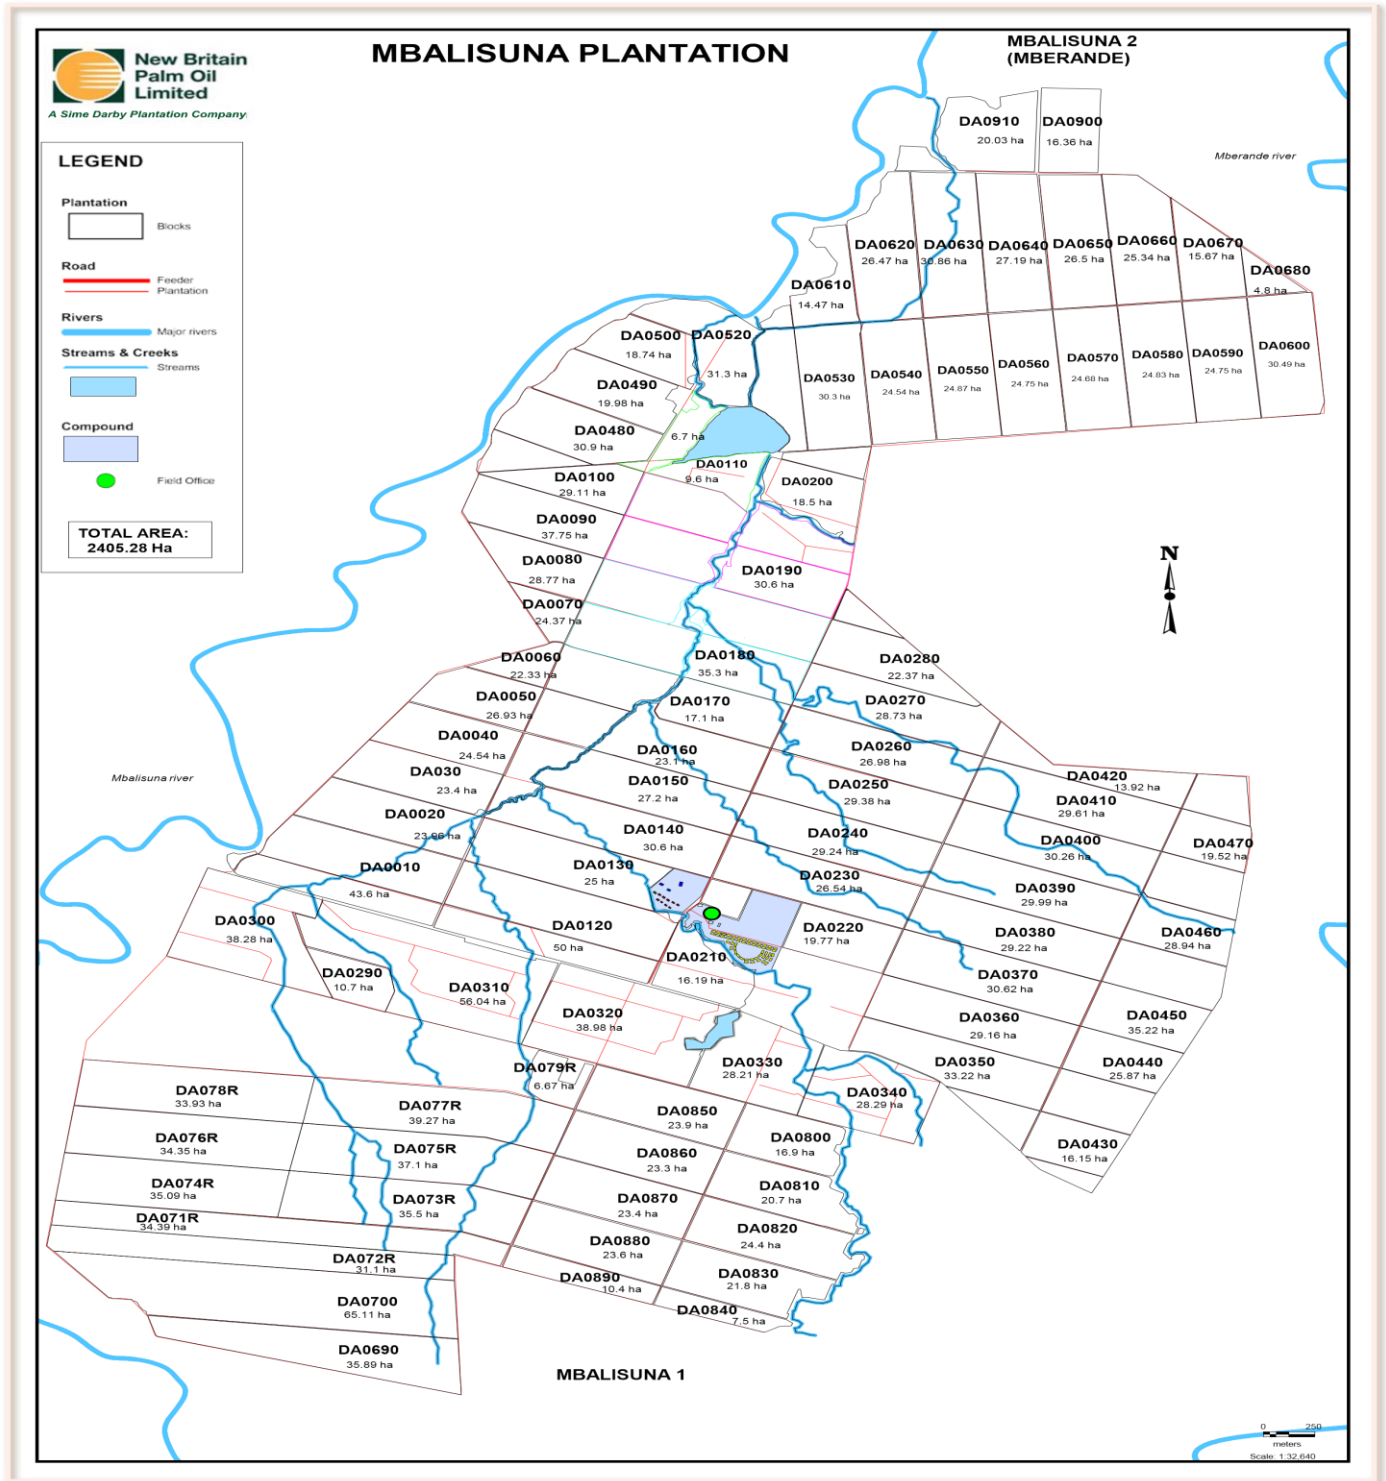 MBALISUNA PLANTATION
MBALISUNA 2
(MBERANDE)
New Britain
Palm Oil
Limited
A Sime Darby Plantation Company
LEGEND
Plantation
Blocks
Road
Feeder
Plantation
Rivers
Major rivers
Streams & Creeks
Streams
Compound
Field Office
TOTAL AREA:
2405.28 Ha
Mberande river
DA0910
20.03 ha
DA0900
16.36 ha
DA0620
26.47 ha
DA0630
30.86 ha
DA0640
27.19 ha
DA0650
26.5 ha
DA0660
25.34 ha
DA0670
15.67 ha
DA0680
4.8 ha
DA0610
14.47 ha
DA0500
18.74 ha
DA0520
31.3 ha
DA0490
19.98 ha
DA0480
30.9 ha
6.7 ha
DA0530
30.3 ha
DA0540
24.54 ha
DA0550
24.87 ha
DA0560
24.75 ha
DA0570
24.68 ha
DA0580
24.83 ha
DA0590
24.75 ha
DA0600
30.49 ha
DA0110
9.6 ha
DA0200
18.5 ha
DA0100
29.11 ha
DA0090
37.75 ha
DA0080
28.77 ha
DA0070
24.37 ha
DA0190
30.6 ha
N
DA0060
22.33 ha
DA0180
35.3 ha
DA0280
22.37 ha
DA0050
26.93 ha
DA0170
17.1 ha
DA0270
28.73 ha
DA0040
24.54 ha
DA0160
23.1 ha
DA0260
26.98 ha
Mbalisuna river
DA030
23.4 ha
DA0150
27.2 ha
DA0250
29.38 ha
DA0420
13.92 ha
DA0410
29.61 ha
DA0020
23.96 ha
DA0140
30.6 ha
DA0240
29.24 ha
DA0400
30.26 ha
DA0470
19.52 ha
DA0010
43.6 ha
DA0130
25 ha
DA0230
26.54 ha
DA0390
29.99 ha
DA0300
38.28 ha
DA0120
50 ha
DA0220
19.77 ha
DA0380
29.22 ha
DA0460
28.94 ha
DA0290
10.7 ha
DA0310
56.04 ha
DA0210
16.19 ha
DA0370
30.62 ha
DA0320
38.98 ha
DA0360
29.16 ha
DA0450
35.22 ha
DA079R
6.67 ha
DA0330
28.21 ha
DA0350
33.22 ha
DA0440
25.87 ha
DA078R
33.93 ha
DA077R
39.27 ha
DA0850
23.9 ha
DA0340
28.29 ha
DA076R
34.35 ha
DA075R
37.1 ha
DA0860
23.3 ha
DA0800
16.9 ha
DA0430
16.15 ha
DA074R
35.09 ha
DA073R
35.5 ha
DA0870
23.4 ha
DA0810
20.7 ha
DA071R
34.39 ha
DA0880
23.6 ha
DA0820
24.4 ha
DA072R
31.1 ha
DA0890
10.4 ha
DA0830
21.8 ha
DA0700
65.11 ha
DA0840
7.5 ha
DA0690
35.89 ha
MBALISUNA 1
0 250
meters
Scale: 1:32,640